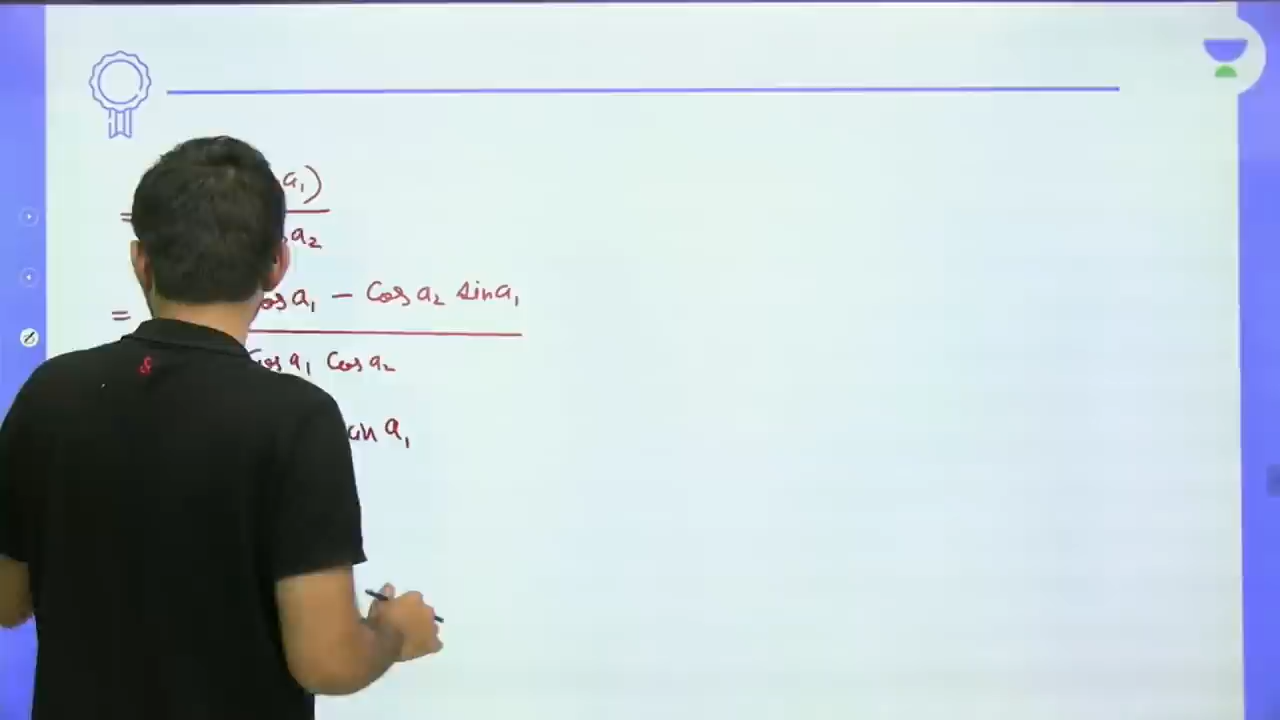 = a₁)
a₂
= cos a₁ − Cos a₂ sin a₁
Cos a₁ Cos a₂
an a₁